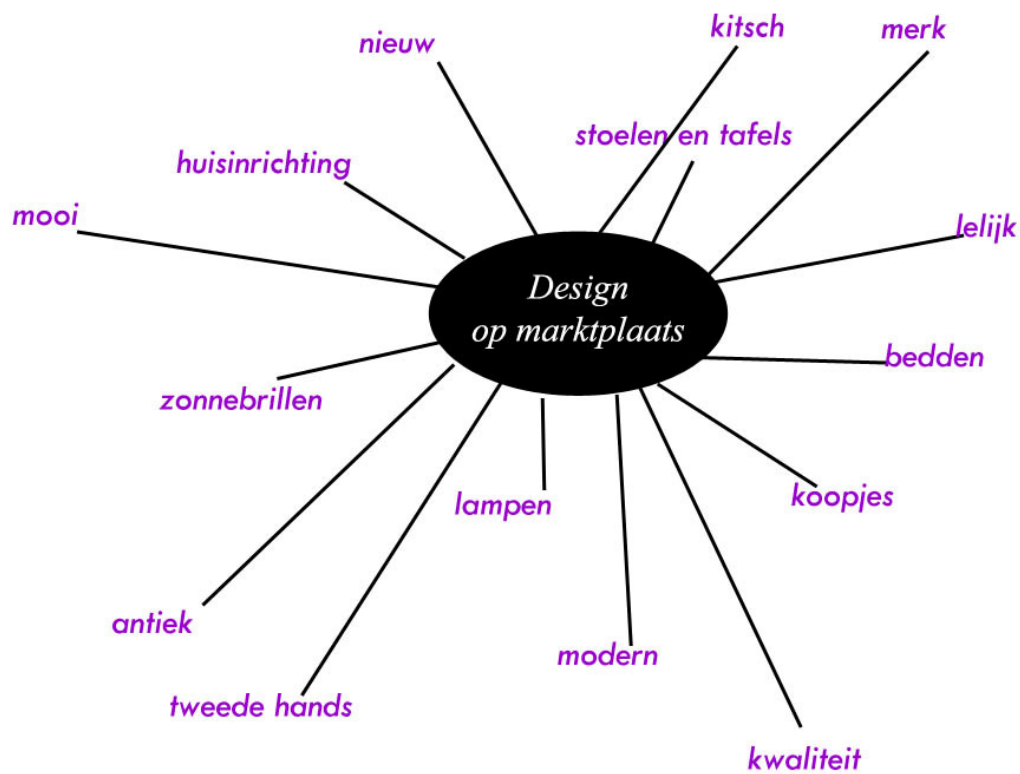 kitsch
merk
nieuw
stoelen en tafels
huisinrichting
mooi
lelijk
Design
op marktplaats
bedden
zonnebrillen
lampen
koopjes
antiek
modern
tweede hands
kwaliteit